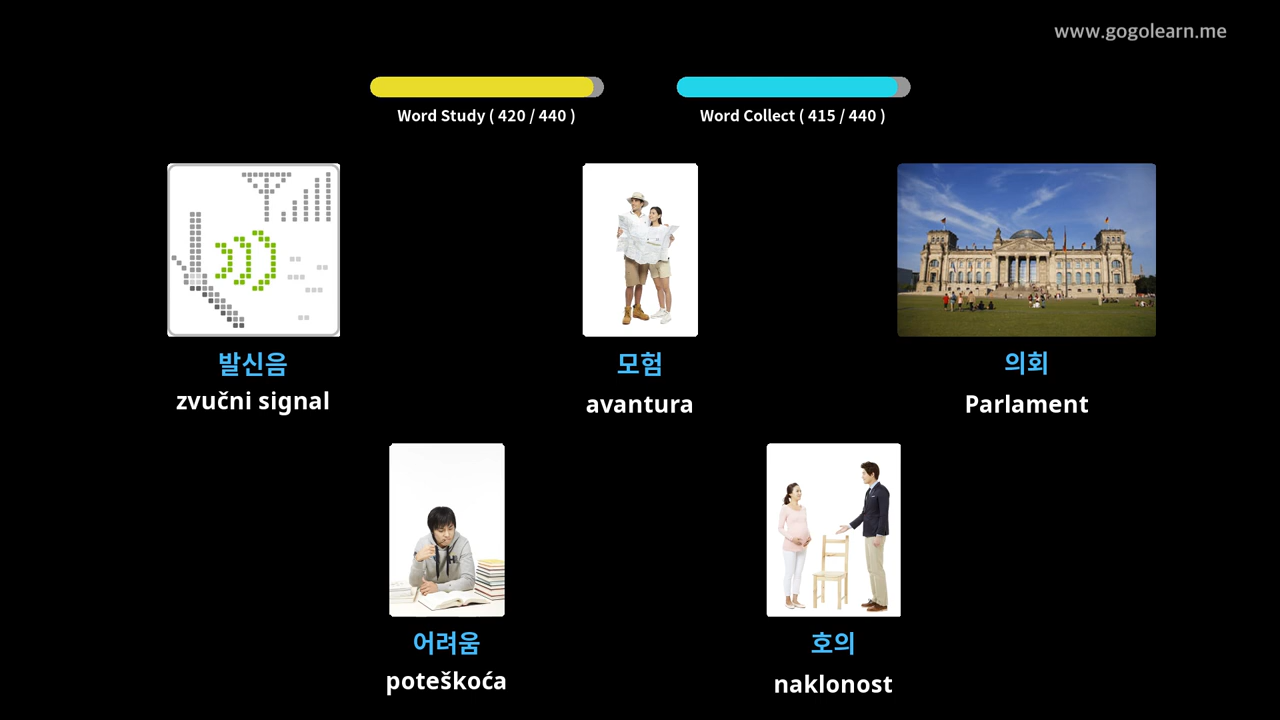 www.gogolearn.me
Word Study ( 420 / 440 )
Word Collect ( 415 / 440 )
발신음
zvučni signal
모험
avantura
의회
Parlament
어려움
poteškoća
호의
naklonost